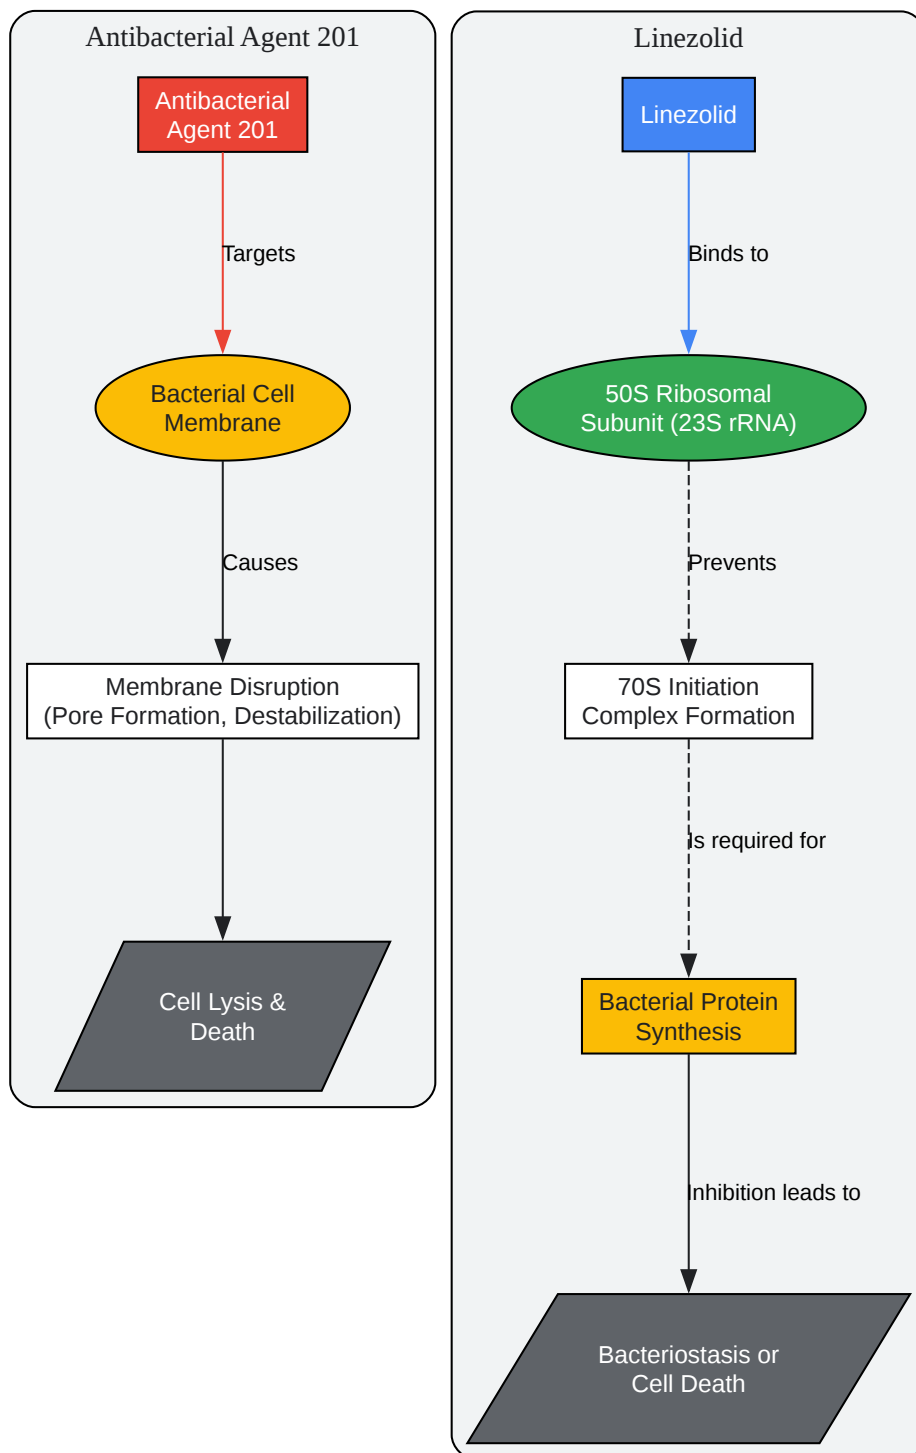 Antibacterial Agent 201
Antibacterial
Agent 201
Targets
Bacterial Cell
Membrane
Causes
Membrane Disruption
(Pore Formation, Destabilization)
Cell Lysis &
Death
Linezolid
Linezolid
Binds to
50S Ribosomal
Subunit (23S rRNA)
Prevents
70S Initiation
Complex Formation
Is required for
Bacterial Protein
Synthesis
Inhibition leads to
Bacteriostasis or
Cell Death